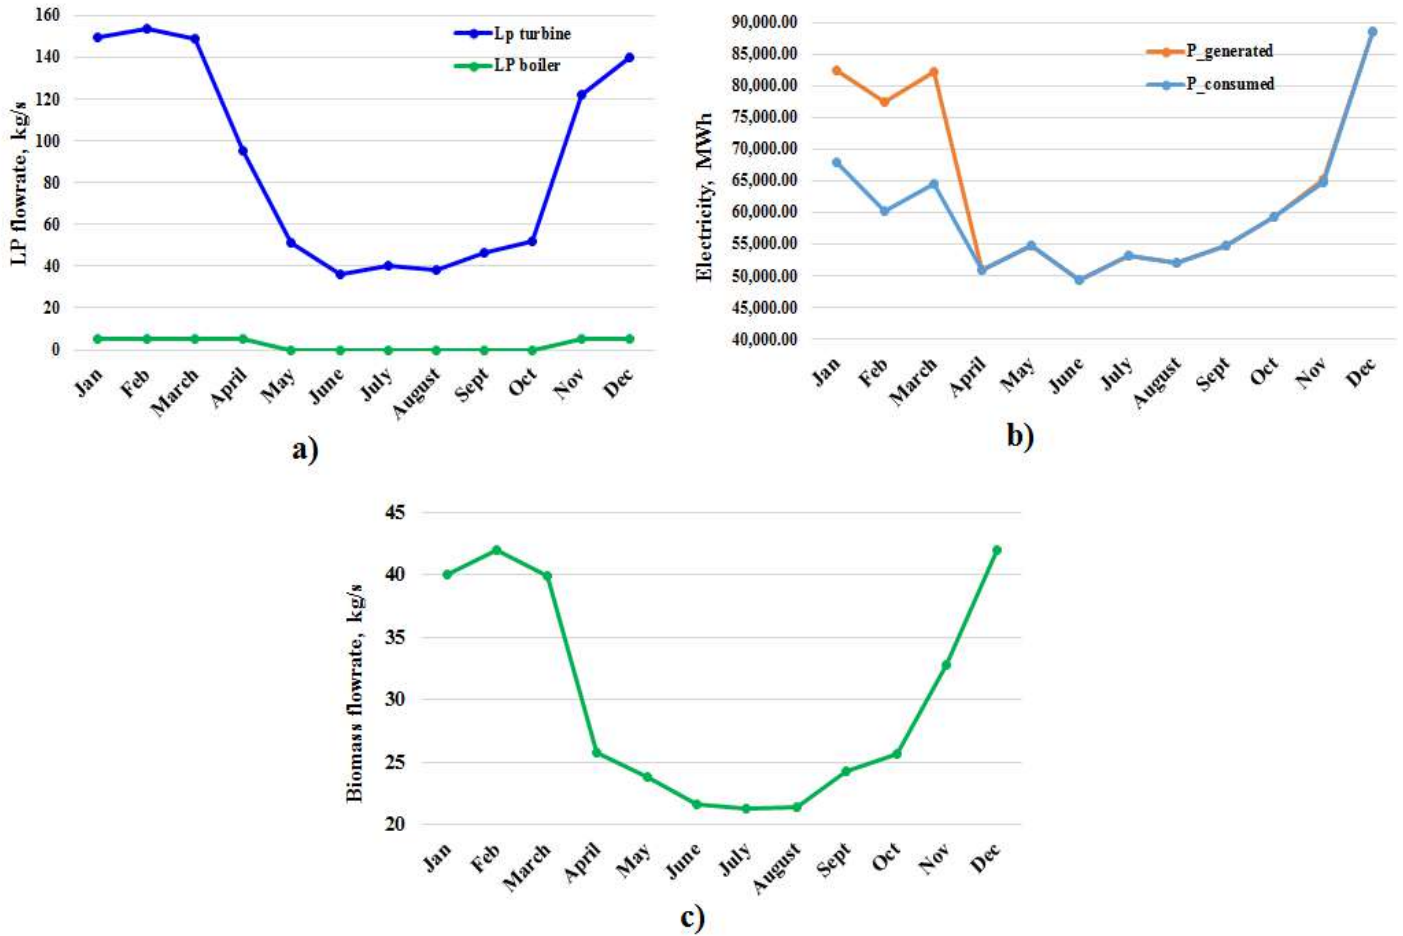 LP flowrate, kg/s
160
140
120
100
80
60
40
20
0
Lp turbine
LP boiler
Jan
Feb
March
April
May
June
July
August
Sept
Oct
Nov
Dec
a)
Electricity, MWh
90,000.00
85,000.00
80,000.00
75,000.00
70,000.00
65,000.00
60,000.00
55,000.00
50,000.00
45,000.00
40,000.00
P_generated
P_consumed
Jan
Feb
March
April
May
June
July
August
Sept
Oct
Nov
Dec
b)
Biomass flowrate, kg/s
45
40
35
30
25
20
Jan
Feb
March
April
May
June
July
August
Sept
Oct
Nov
Dec
c)